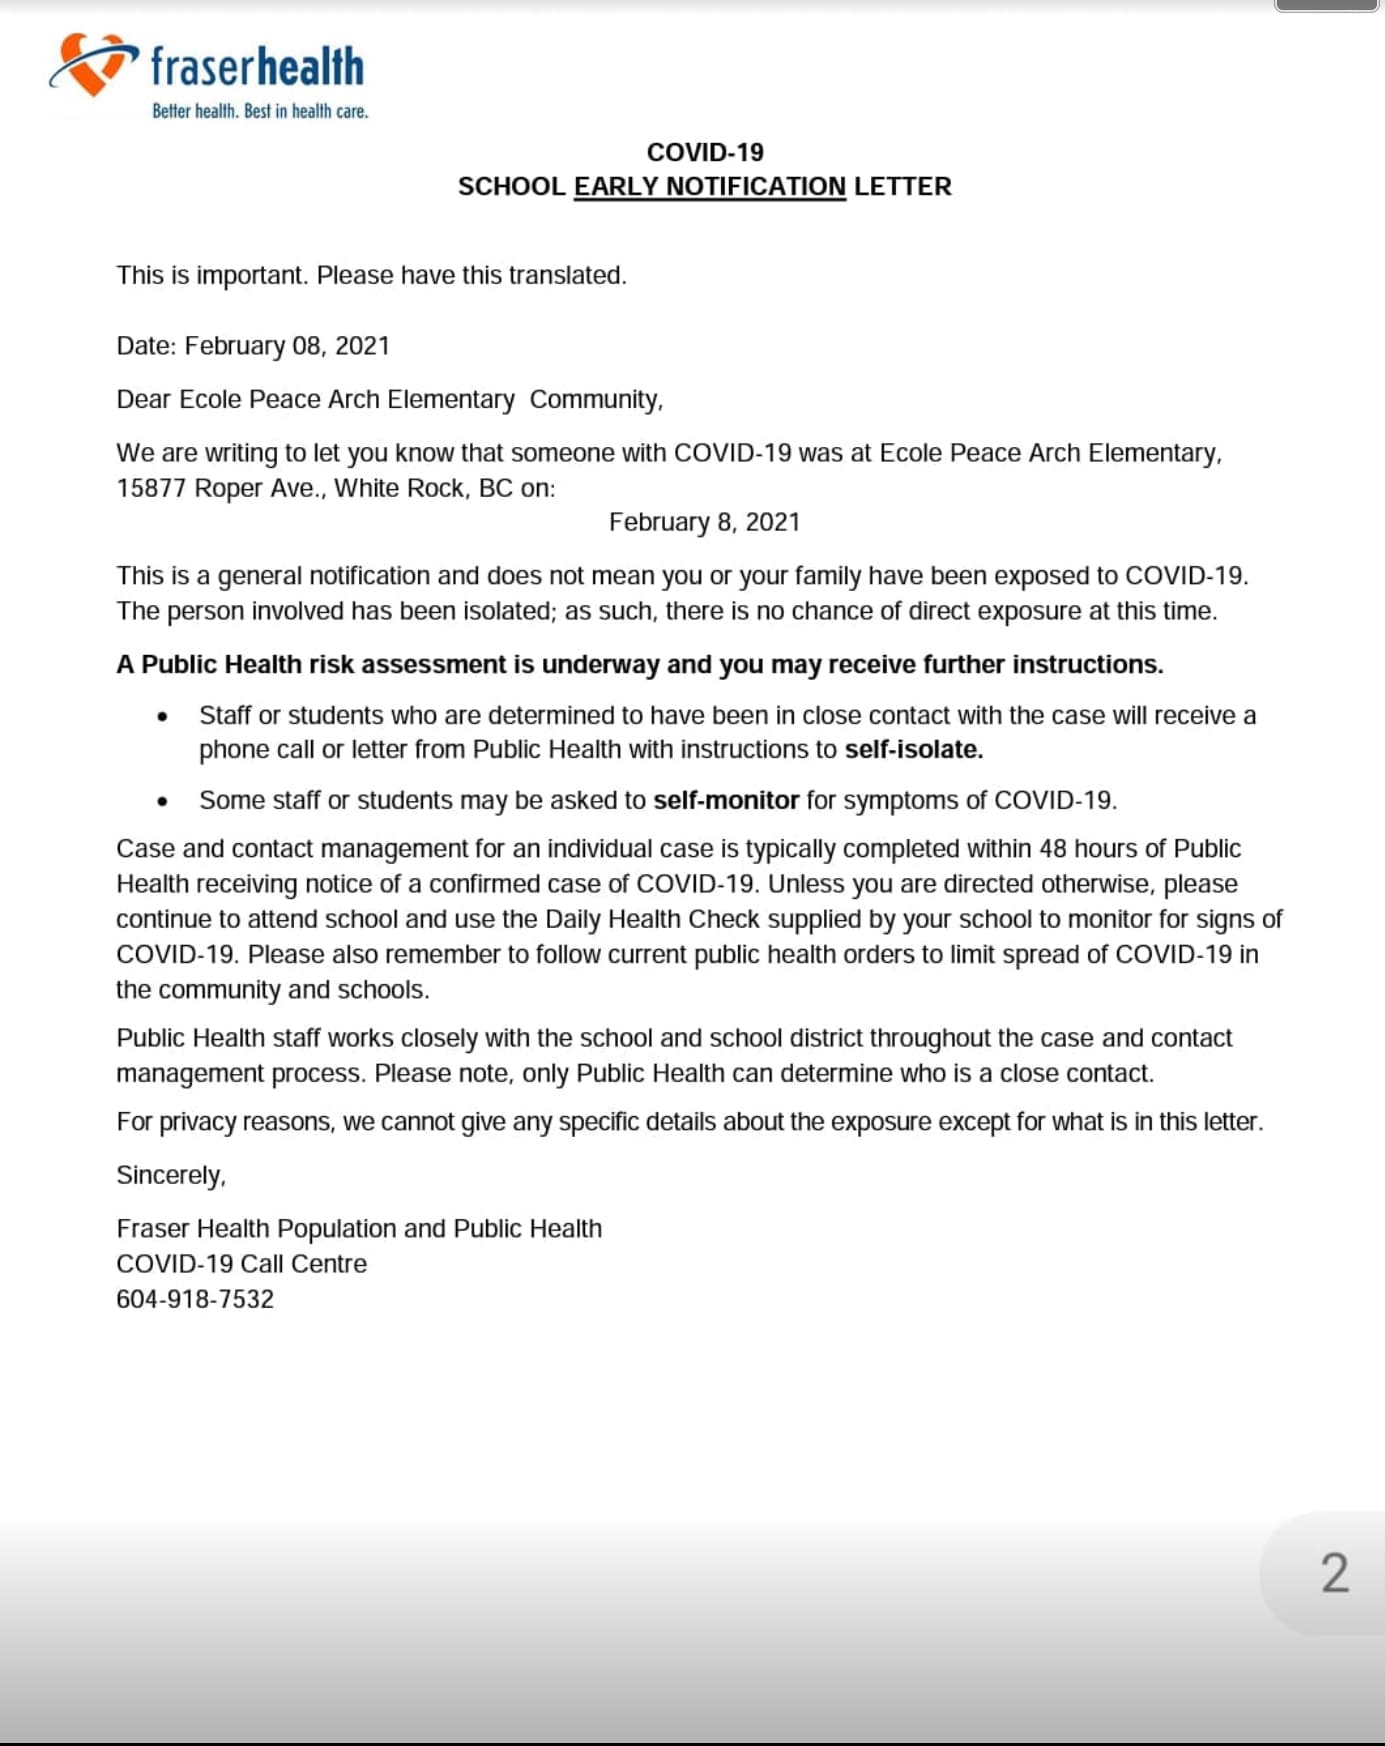 fraserhealth
Better health. Best in health care.
COVID-19
SCHOOL EARLY NOTIFICATION LETTER
This is important. Please have this translated.
Date: February 08, 2021
Dear Ecole Peace Arch Elementary  Community,
We are writing to let you know that someone with COVID-19 was at Ecole Peace Arch Elementary,
15877 Roper Ave., White Rock, BC on:
February 8, 2021
This is a general notification and does not mean you or your family have been exposed to COVID-19.
The person involved has been isolated; as such, there is no chance of direct exposure at this time.
A Public Health risk assessment is underway and you may receive further instructions.
• Staff or students who are determined to have been in close contact with the case will receive a
phone call or letter from Public Health with instructions to self-isolate.
• Some staff or students may be asked to self-monitor for symptoms of COVID-19.
Case and contact management for an individual case is typically completed within 48 hours of Public
Health receiving notice of a confirmed case of COVID-19. Unless you are directed otherwise, please
continue to attend school and use the Daily Health Check supplied by your school to monitor for signs of
COVID-19. Please also remember to follow current public health orders to limit spread of COVID-19 in
the community and schools.
Public Health staff works closely with the school and school district throughout the case and contact
management process. Please note, only Public Health can determine who is a close contact.
For privacy reasons, we cannot give any specific details about the exposure except for what is in this letter.
Sincerely,
Fraser Health Population and Public Health
COVID-19 Call Centre
604-918-7532
2